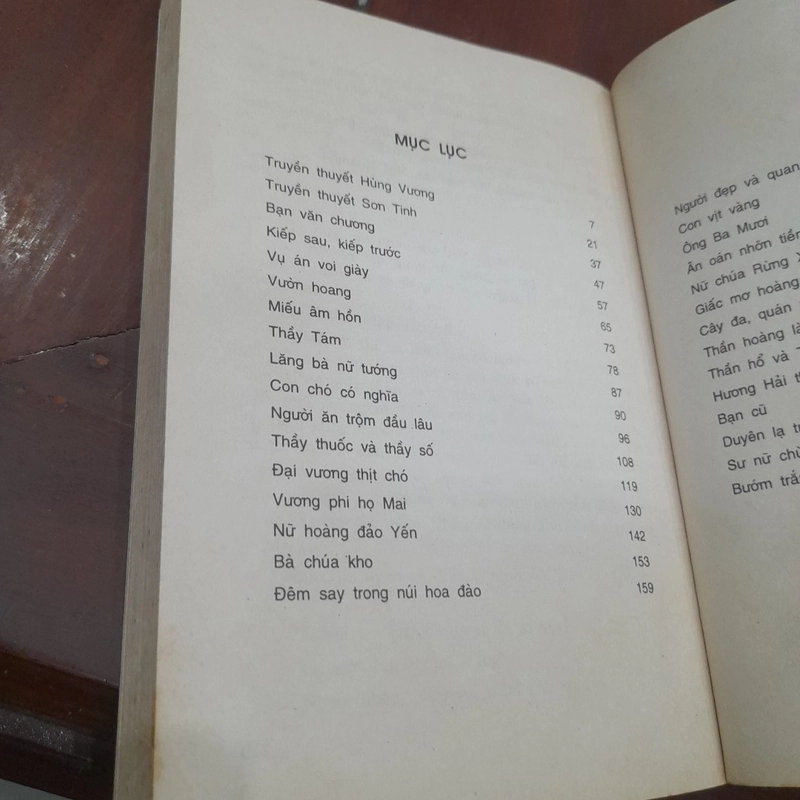 MỤC LỤC
Truyền thuyết Hùng Vương 7
Truyền thuyết Sơn Tinh 21
Bạn văn chương 37
Kiếp sau, kiếp trước 47
Vụ án voi giày 57
Vườn hoang 65
Miếu âm hồn 73
Thầy Tám 78
Lăng bà nữ tướng 87
Con chó có nghĩa 90
Người ăn trộm đầu lâu 96
Thầy thuốc và thầy số 108
Đại vương thịt chó 119
Vương phi họ Mai 130
Nữ hoàng đảo Yến 142
Bà chúa kho 153
Đêm say trong núi hoa đào 159
Người đẹp và quan
Con vịt vàng
Ông Ba Mươi
Ân oán nhỡn tiền
Nữ chúa Rừng
Giấc mơ hoàng
Cây đa, quán
Thần hoàng
Thần hổ và
Hương Hải
Bạn cũ
Duyên lạ
Sư nữ
Bướm